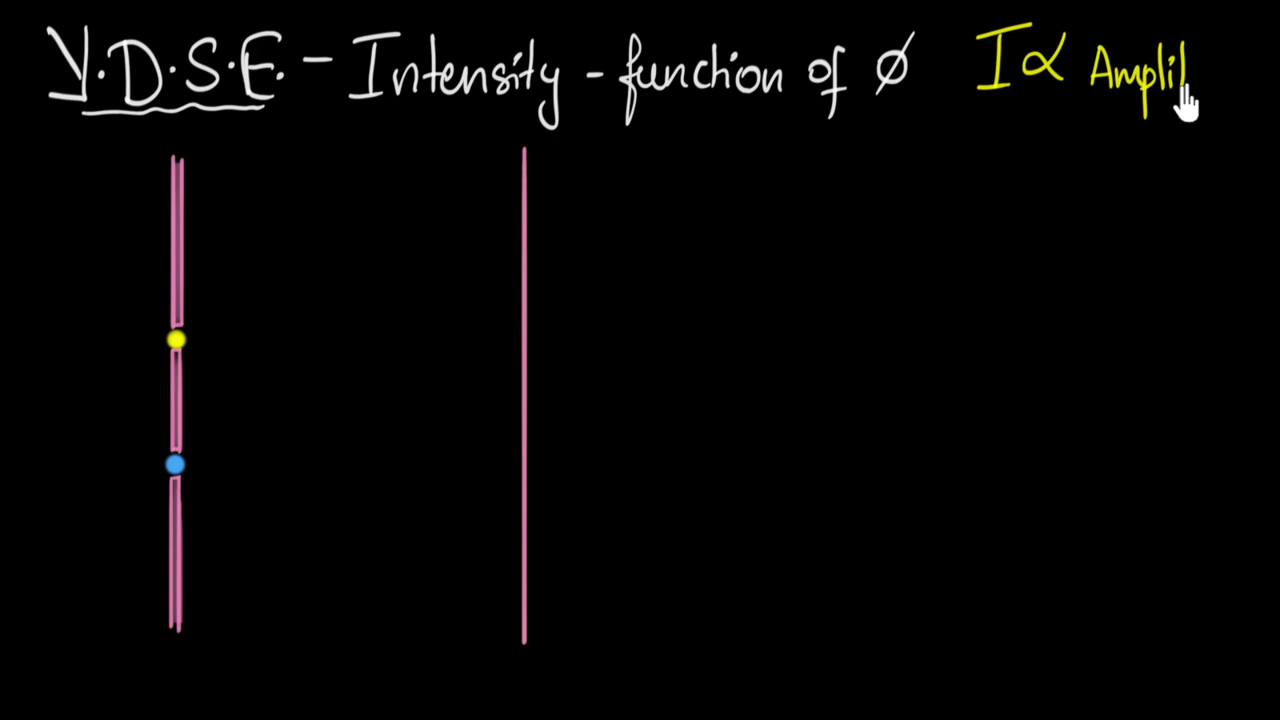 Y.D.S.E. - Intensity - function of ϕ I ∝ Ampli